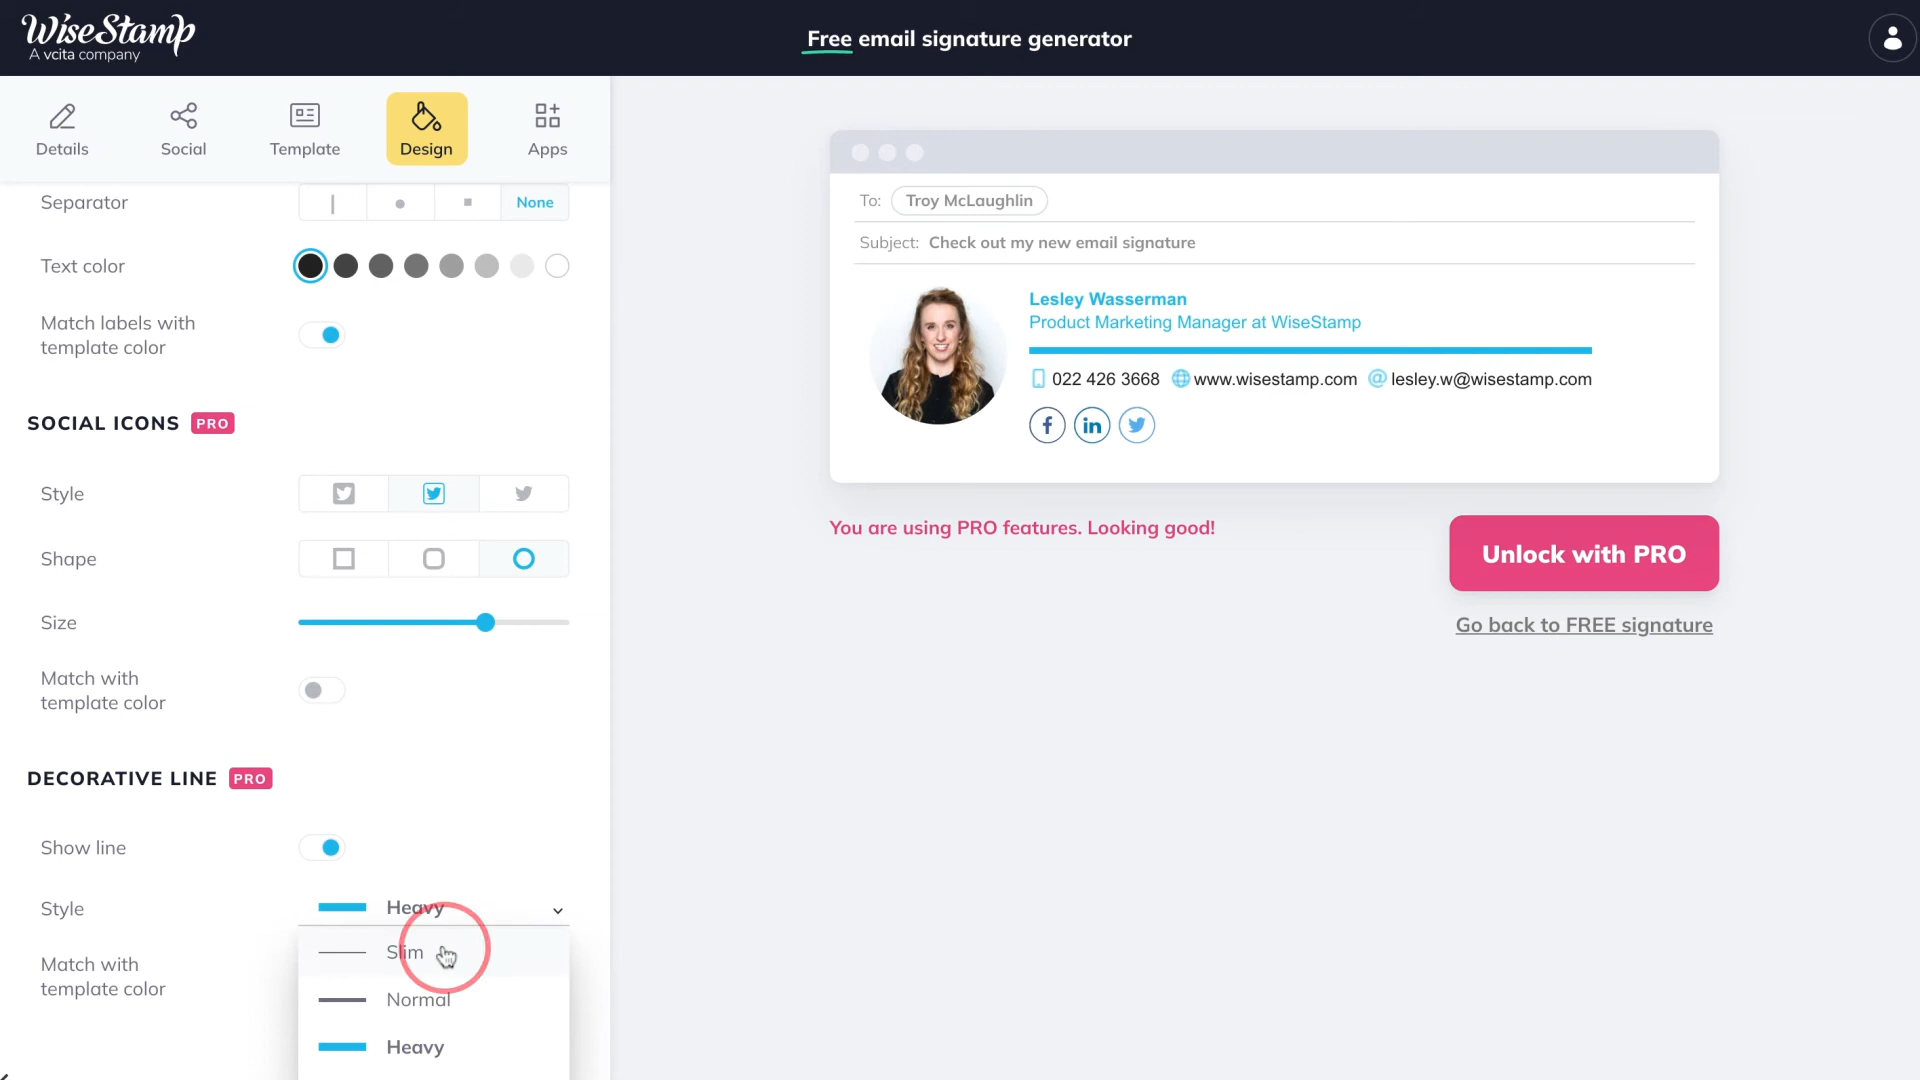 WiseStamp
A vcita company
Free email signature generator
Details
Social
Template
Design
Apps
Separator
None
Text color
Match labels with
template color
SOCIAL ICONS PRO
Style
Shape
Size
Match with
template color
DECORATIVE LINE PRO
Show line
Style
Heavy
Slim
Normal
Heavy
Match with
template color
To: Troy McLaughlin
Subject: Check out my new email signature
Lesley Wasserman
Product Marketing Manager at WiseStamp
022 426 3668 www.wisestamp.com @ lesley.w@wisestamp.com
f in
You are using PRO features. Looking good!
Unlock with PRO
Go back to FREE signature